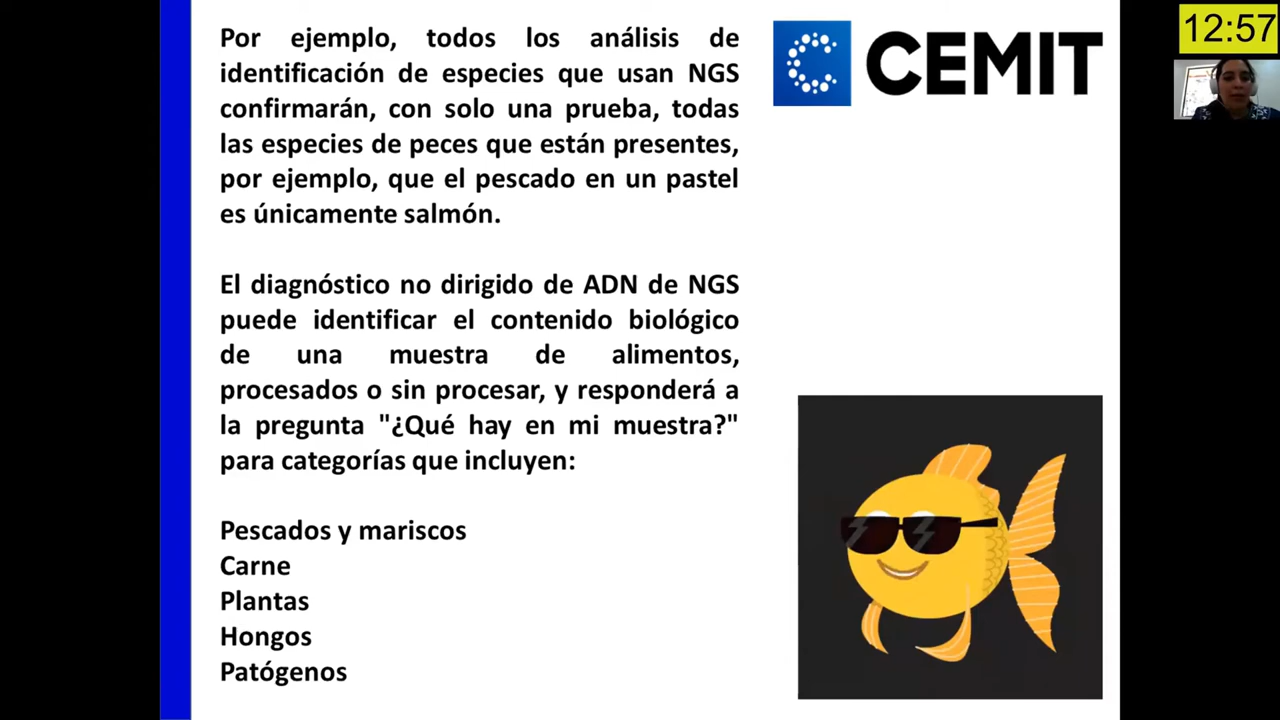 Por ejemplo, todos los análisis de
identificación de especies que usan NGS
confirmarán, con solo una prueba, todas
las especies de peces que están presentes,
por ejemplo, que el pescado en un pastel
es únicamente salmón.
El diagnóstico no dirigido de ADN de NGS
puede identificar el contenido biológico
de una muestra de alimentos,
procesados o sin procesar, y responderá a
la pregunta "¿Qué hay en mi muestra?"
para categorías que incluyen:
Pescados y mariscos
Carne
Plantas
Hongos
Patógenos
CEMIT
12:57